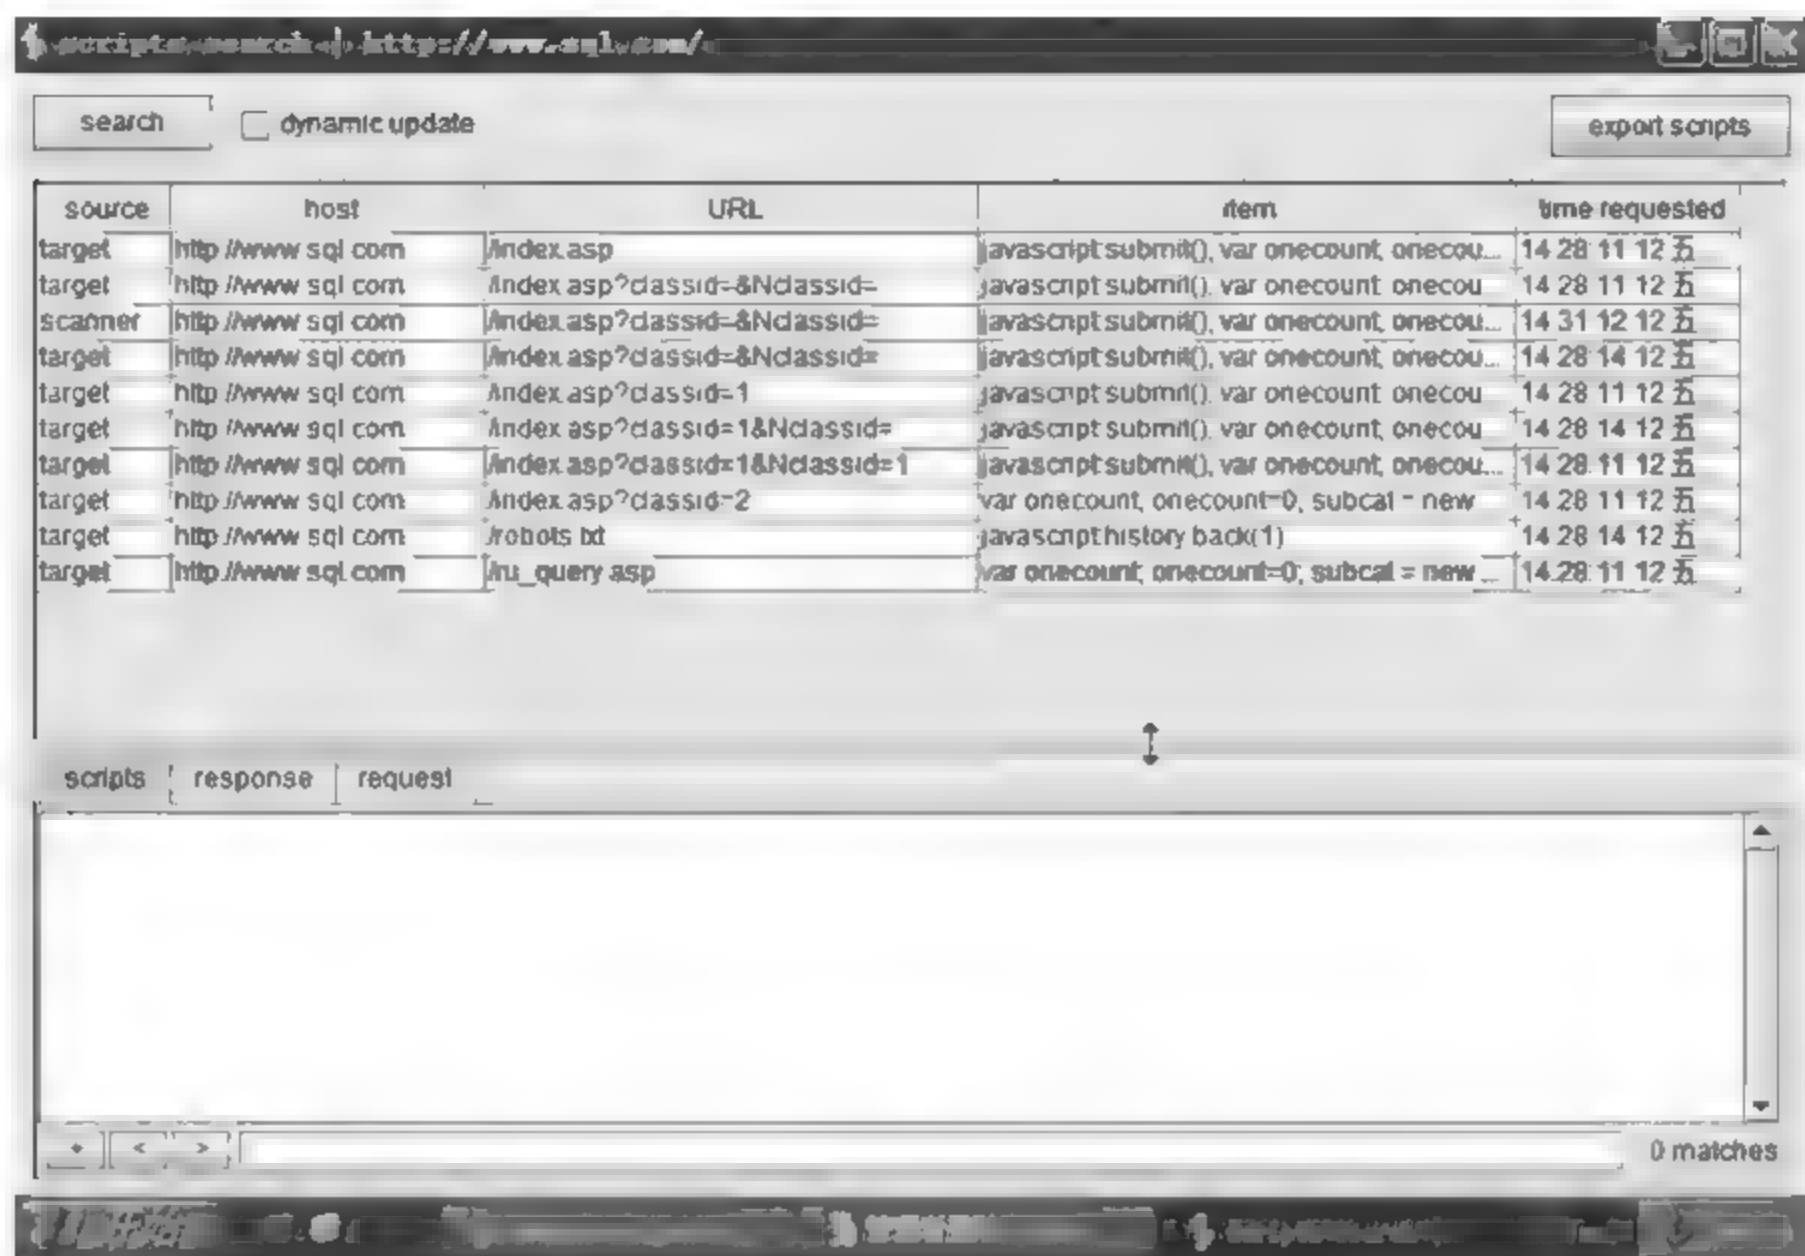 scripts search - http://www.sql.com/
search dynamic update export scripts
source host URL item time requested
target http://www.sql.com /index.asp javascript:submit(), var onecount, onecou... 14:28:11 12 五
target http://www.sql.com /index.asp?classid=&Nclassid= javascript:submit(), var onecount, onecou 14:28:11 12 五
scanner http://www.sql.com /index.asp?classid=&Nclassid= javascript:submit(), var onecount, onecou... 14:31:12 12 五
target http://www.sql.com /index.asp?classid=&Nclassid= javascript:submit(), var onecount, onecou... 14:28:14 12 五
target http://www.sql.com /index.asp?classid=1 javascript:submit(), var onecount, onecou 14:28:11 12 五
target http://www.sql.com /index.asp?classid=1&Nclassid= javascript:submit(), var onecount, onecou 14:28:14 12 五
target http://www.sql.com /index.asp?classid=1&Nclassid=1 javascript:submit(), var onecount, onecou... 14:28:11 12 五
target http://www.sql.com /index.asp?classid=2 var onecount; onecount=0; subcat = new 14:28:11 12 五
target http://www.sql.com /robots.txt javascript:history.back(1) 14:28:14 12 五
target http://www.sql.com /ru_query.asp var onecount; onecount=0; subcat = new ... 14:28:11 12 五
scripts response request
+ < > 0 matches